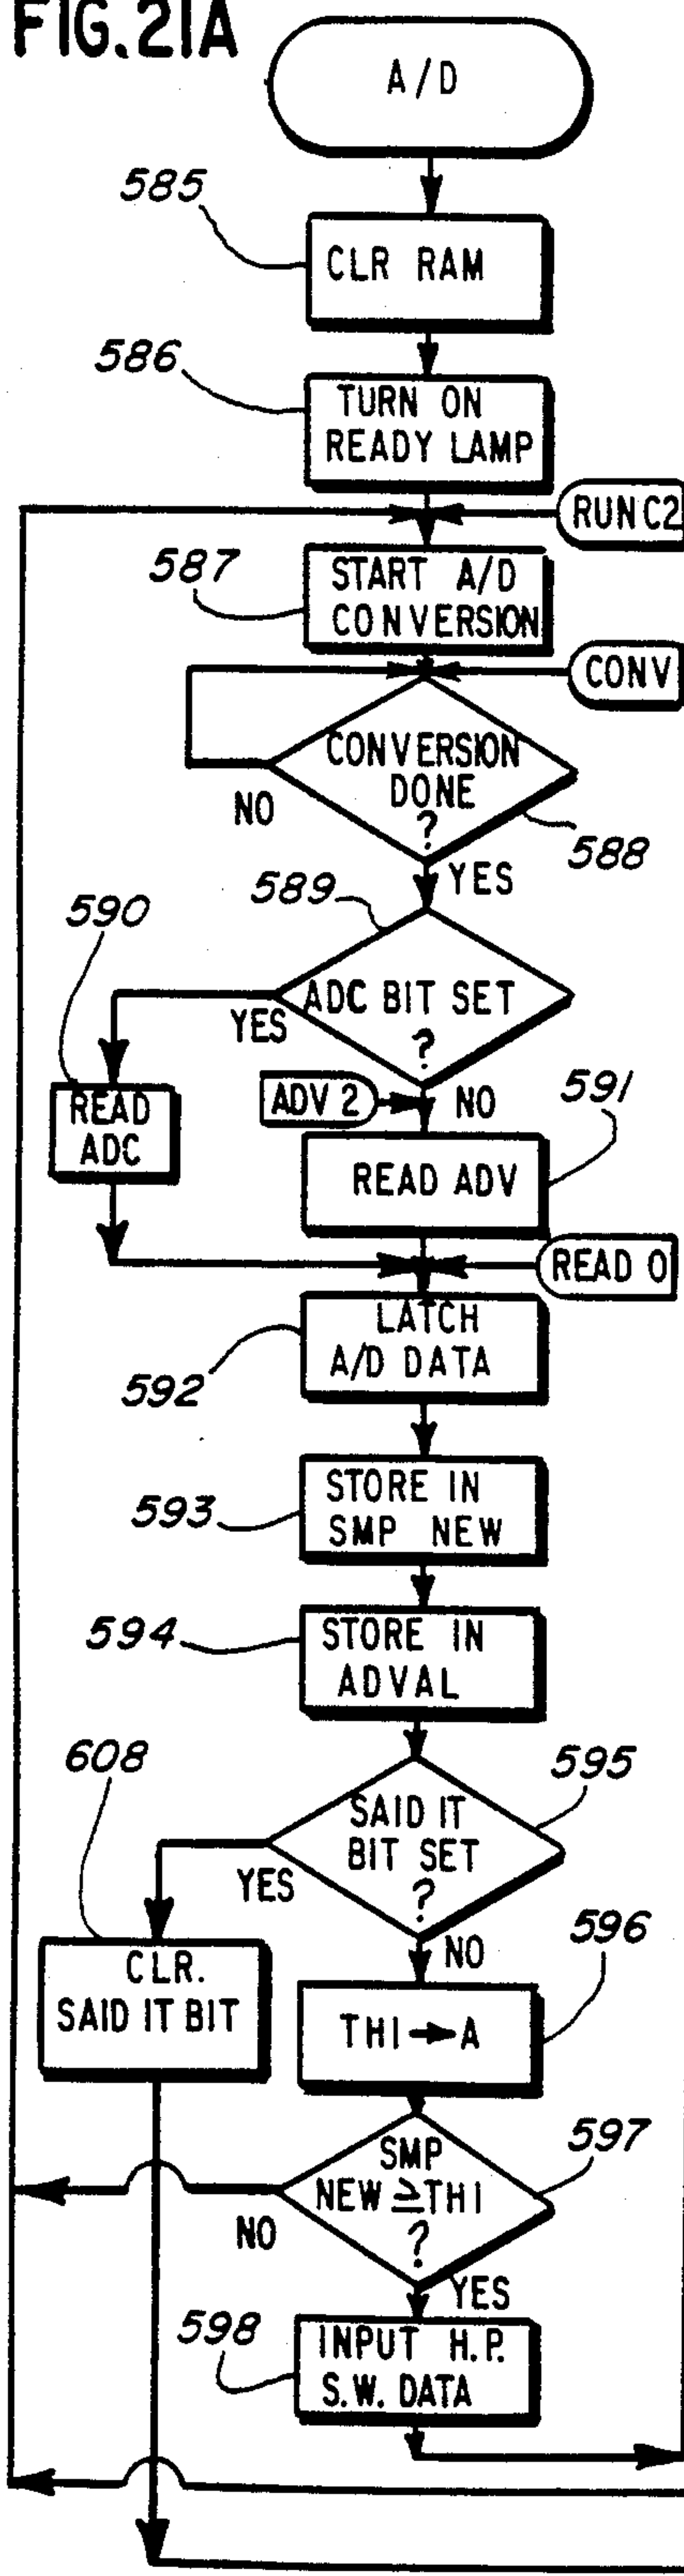 FIG. 21A
A/D
585
CLR RAM
586
TURN ON
READY LAMP
RUN C2
587
START A/D
CONVERSION
CONV
CONVERSION
DONE
?
NO
588
YES
589
590
ADC BIT SET
?
YES
READ
ADC
ADV 2
NO
591
READ ADV
READ 0
LATCH
A/D DATA
592
STORE IN
SMP NEW
593
STORE IN
ADVAL
594
608
595
SAID IT
BIT SET
?
YES
NO
596
CLR.
SAID IT BIT
TH1→A
597
SMP
NEW ≥ TH1
?
NO
YES
598
INPUT H.P.
S.W. DATA